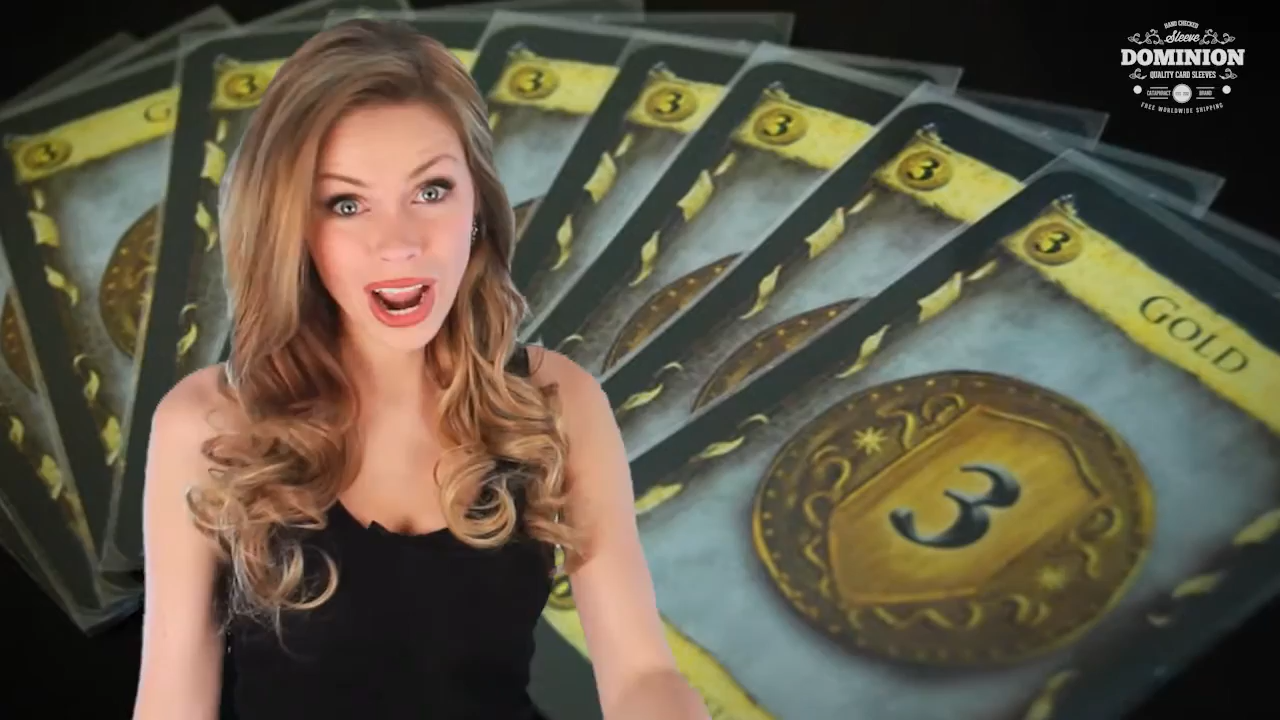 HAND CHECKED
Sleeve
DOMINION
QUALITY CARD SLEEVES
CATAPHRACT
BRAND
FREE WORLDWIDE SHIPPING
3
G
3
3
3
3
3
3
GOLD
3